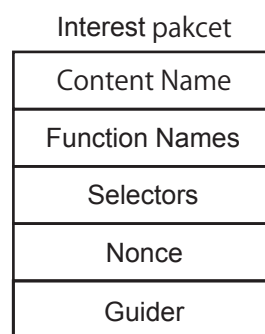 Interest pakcet
Content Name
Function Names
Selectors
Nonce
Guider